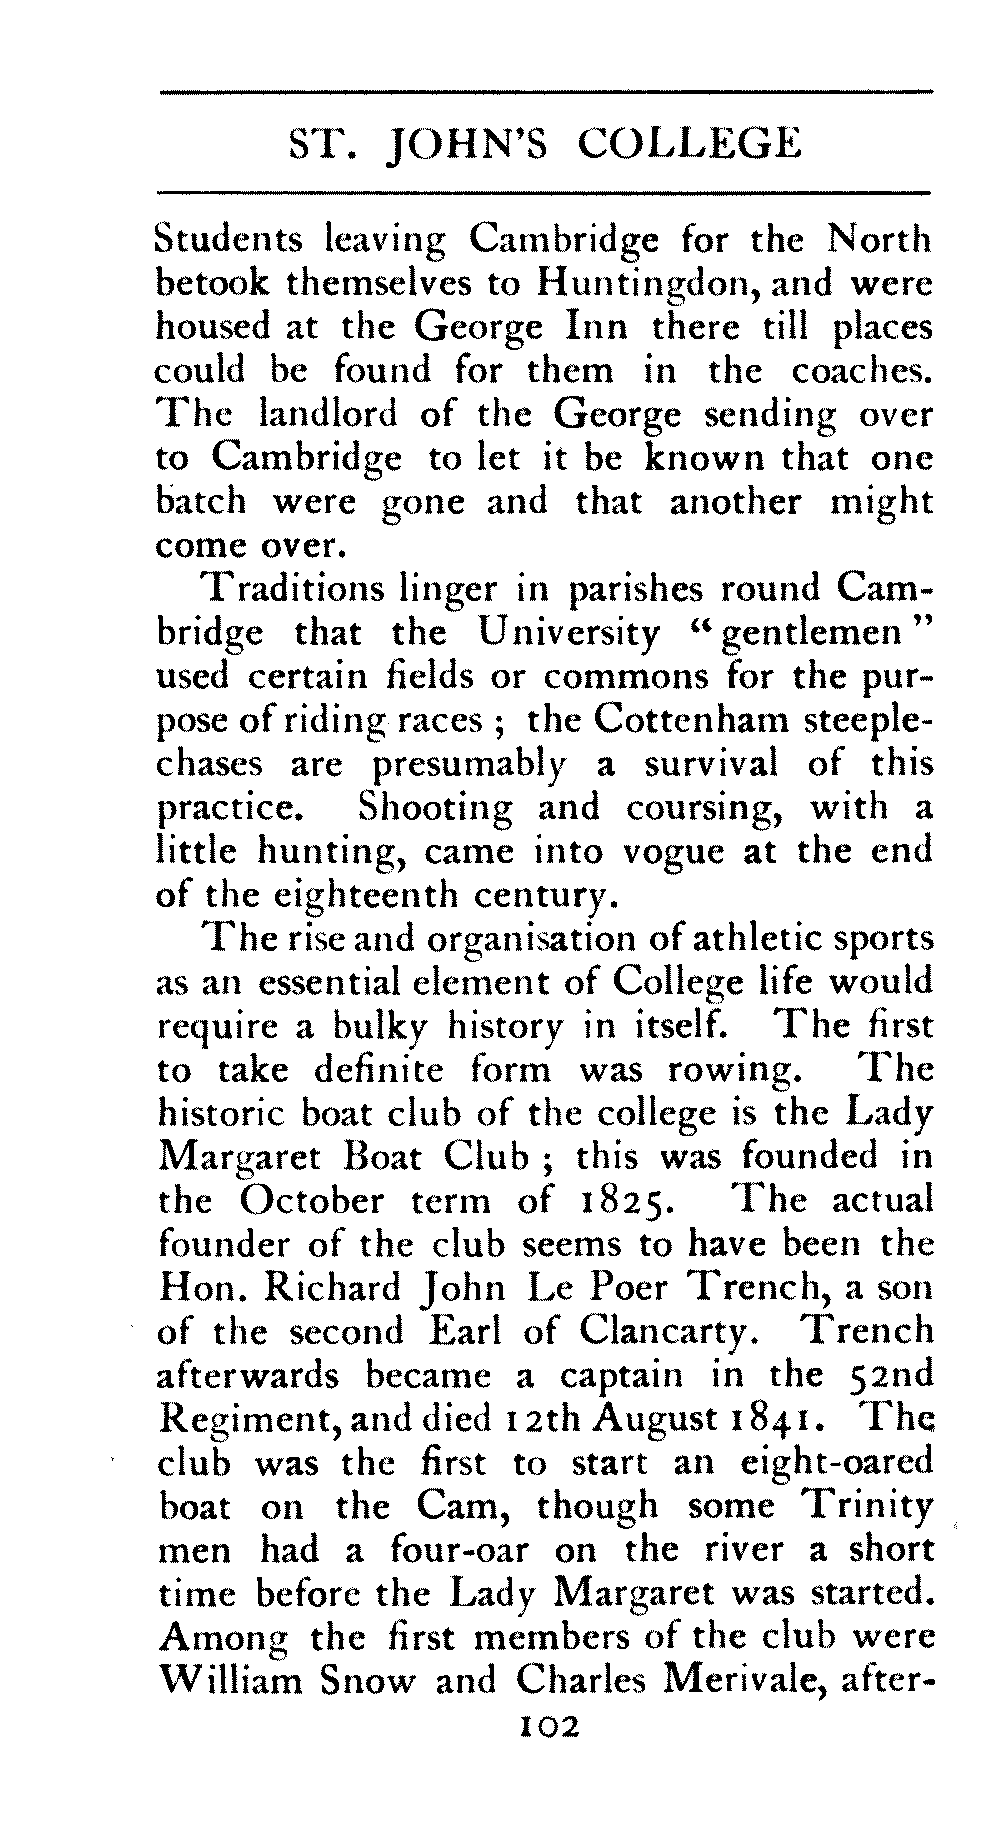 ST. JOHN'S COLLEGE
Students leaving Cambridge for the North
betook themselves to Huntingdon, and were
housed at the George Inn there till places
could be found for them in the coaches.
The landlord of the George sending over
to Cambridge to let it be known that one
batch were gone and that another might
come over.
Traditions linger in parishes round Cam-
bridge that the University “gentlemen”
used certain fields or commons for the pur-
pose of riding races ; the Cottenham steeple-
chases are presumably a survival of this
practice. Shooting and coursing, with a
little hunting, came into vogue at the end
of the eighteenth century.
The rise and organisation of athletic sports
as an essential element of College life would
require a bulky history in itself. The first
to take definite form was rowing. The
historic boat club of the college is the Lady
Margaret Boat Club ; this was founded in
the October term of 1825. The actual
founder of the club seems to have been the
Hon. Richard John Le Poer Trench, a son
of the second Earl of Clancarty. Trench
afterwards became a captain in the 52nd
Regiment, and died 12th August 1841. The
club was the first to start an eight-oared
boat on the Cam, though some Trinity
men had a four-oar on the river a short
time before the Lady Margaret was started.
Among the first members of the club were
William Snow and Charles Merivale, after-
102